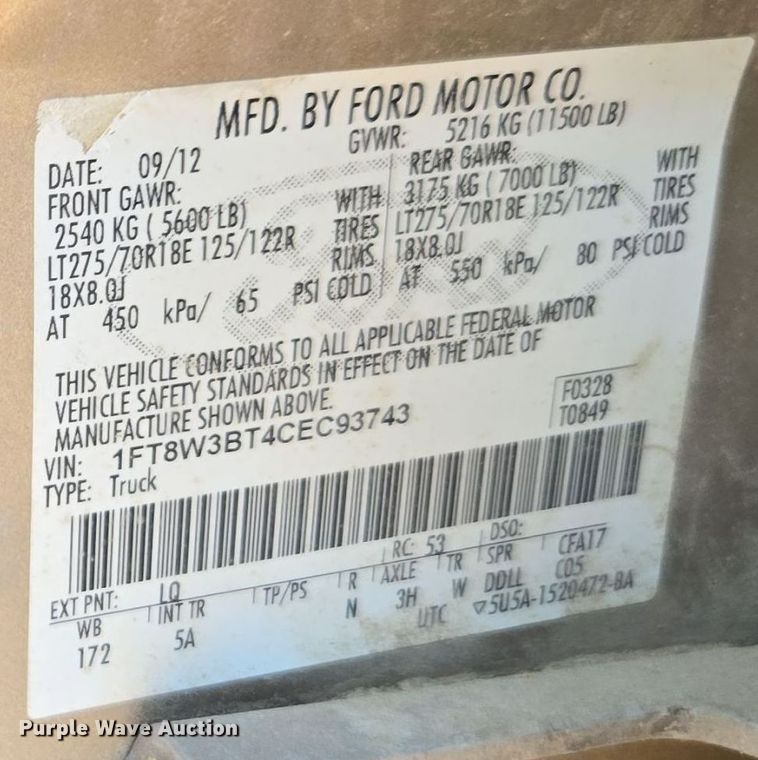 MFD. BY FORD MOTOR CO.
DATE: 09/12 GVWR: 5216 KG (11500 LB)
FRONT GAWR: REAR GAWR:
2540 KG ( 5600 LB) WITH 3175 KG ( 7000 LB) WITH
LT275/70R18E 125/122R TIRES LT275/70R18E 125/122R TIRES
18X8.0J RIMS 18X8.0J RIMS
AT 450 kPa/ 65 PSI COLD AT 550 kPa/ 80 PSI COLD
THIS VEHICLE CONFORMS TO ALL APPLICABLE FEDERAL MOTOR
VEHICLE SAFETY STANDARDS IN EFFECT ON THE DATE OF
MANUFACTURE SHOWN ABOVE.
F0328
VIN: 1FT8W3BT4CEC93743 T0849
TYPE: Truck
EXT PNT: LQ RC: 53 DSO:
WB INT TR TP/PS R AXLE TR SPR CFA17
172 5A N 3H W DDLL C05
UTC ▽5U5A-1520472-BA
Purple Wave Auction